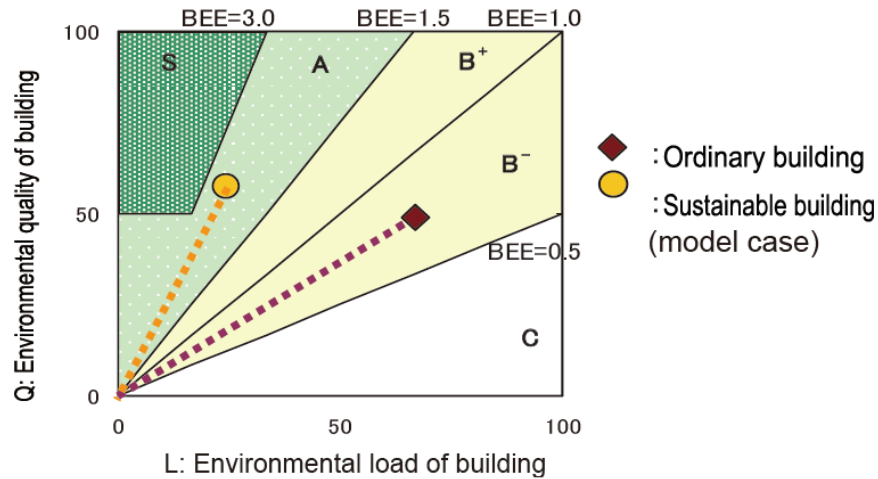 BEE=3.0 BEE=1.5 BEE=1.0
100
S A B⁺
B⁻
50
BEE=0.5
C
0
0 50 100
Q: Environmental quality of building
L: Environmental load of building
:Ordinary building
:Sustainable building
(model case)